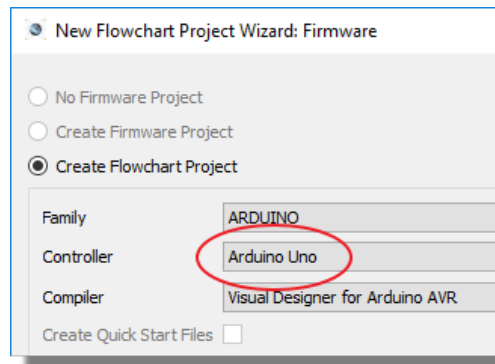 New Flowchart Project Wizard: Firmware
No Firmware Project
Create Firmware Project
Create Flowchart Project
Family ARDUINO
Controller Arduino Uno
Compiler Visual Designer for Arduino AVR
Create Quick Start Files